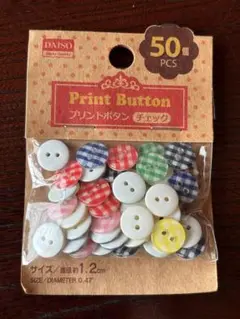 DAISO
50個
PCS
Print Button
プリントボタン チェック
サイズ/直径約1.2cm
SIZE/DIAMETER 0.47"